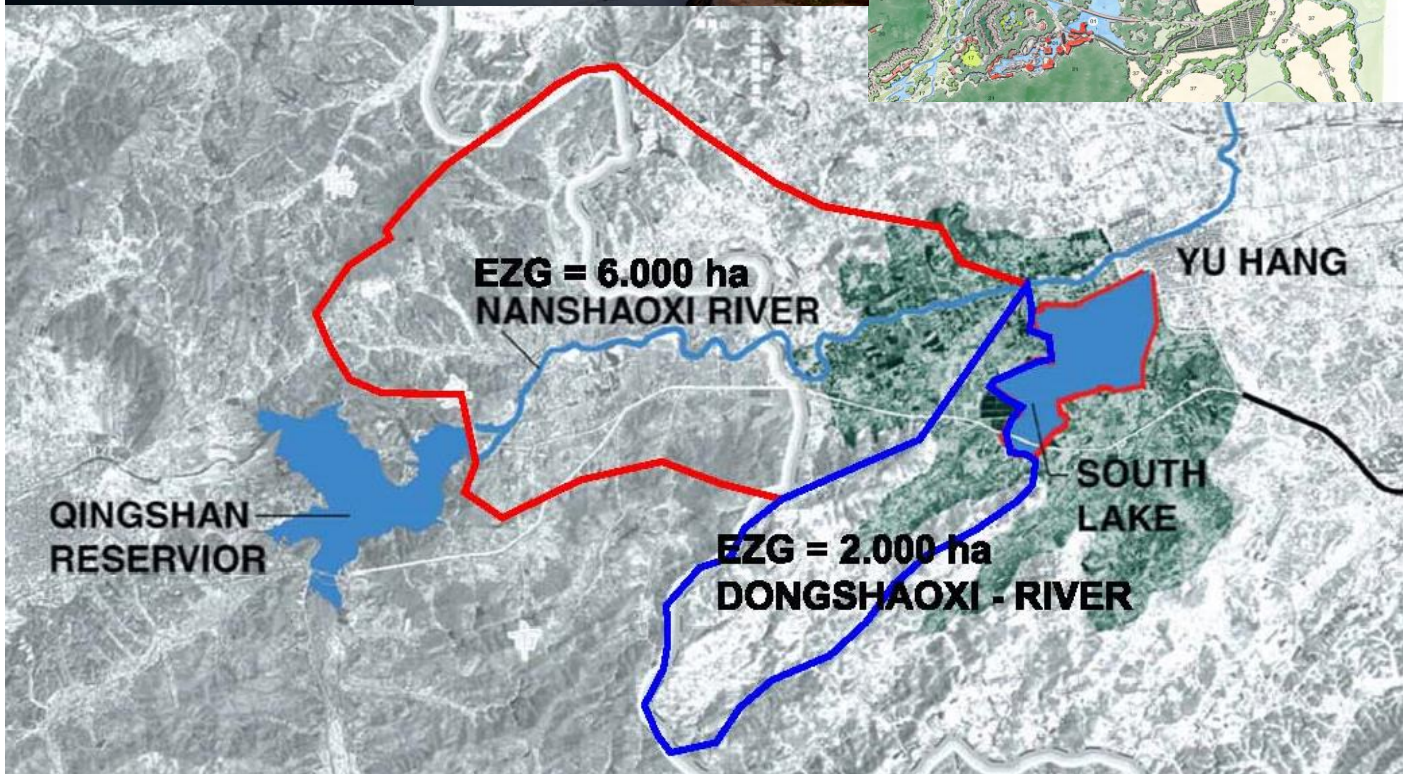 EZG = 6.000 ha
NANSHAOXI RIVER
YU HANG
QINGSHAN
RESERVIOR
SOUTH
LAKE
EZG = 2.000 ha
DONGSHAOXI - RIVER